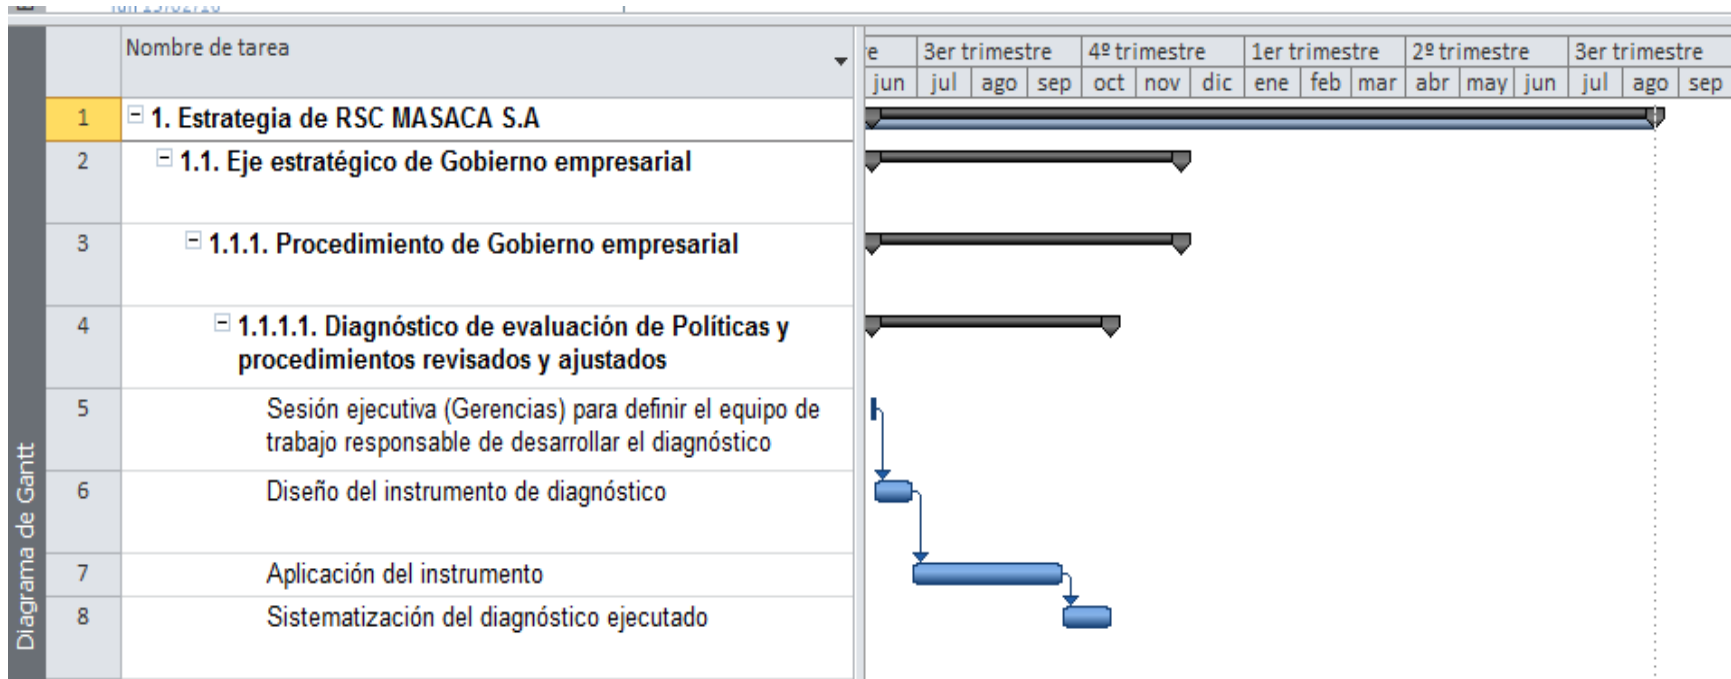 Nombre de tarea
e 3er trimestre 4º trimestre 1er trimestre 2º trimestre 3er trimestre
jun jul ago sep oct nov dic ene feb mar abr may jun jul ago sep
1 1. Estrategia de RSC MASACA S.A
2 1.1. Eje estratégico de Gobierno empresarial
3 1.1.1. Procedimiento de Gobierno empresarial
4 1.1.1.1. Diagnóstico de evaluación de Políticas y
procedimientos revisados y ajustados
5 Sesión ejecutiva (Gerencias) para definir el equipo de
trabajo responsable de desarrollar el diagnóstico
6 Diseño del instrumento de diagnóstico
7 Aplicación del instrumento
8 Sistematización del diagnóstico ejecutado
Diagrama de Gantt